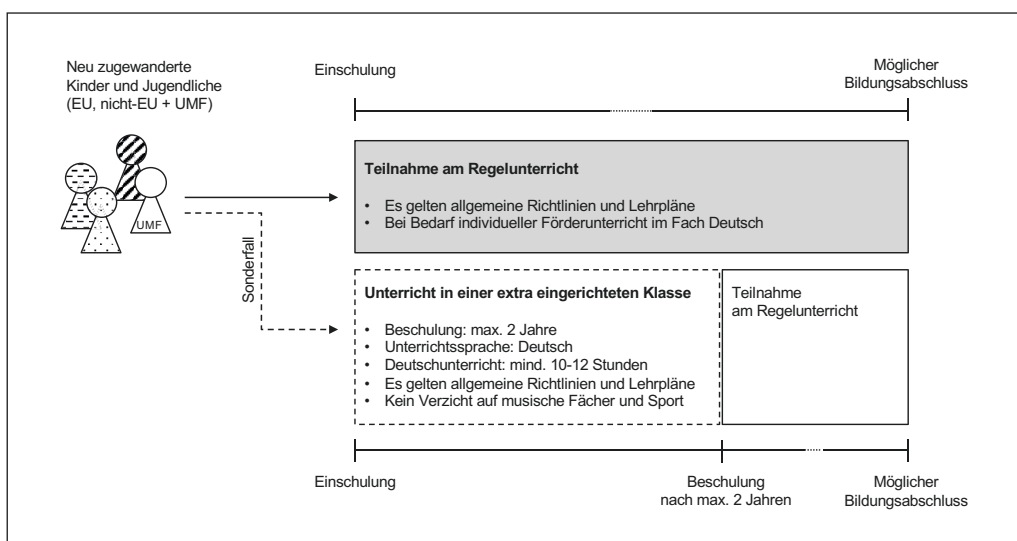 Neu zugewanderte
Kinder und Jugendliche
(EU, nicht-EU + UMF)
Einschulung
Möglicher
Bildungsabschluss
UMF
Sonderfall
Teilnahme am Regelunterricht
• Es gelten allgemeine Richtlinien und Lehrpläne
• Bei Bedarf individueller Förderunterricht im Fach Deutsch
Unterricht in einer extra eingerichteten Klasse
• Beschulung: max. 2 Jahre
• Unterrichtssprache: Deutsch
• Deutschunterricht: mind. 10-12 Stunden
• Es gelten allgemeine Richtlinien und Lehrpläne
• Kein Verzicht auf musische Fächer und Sport
Teilnahme
am Regelunterricht
Einschulung
Beschulung
nach max. 2 Jahren
Möglicher
Bildungsabschluss